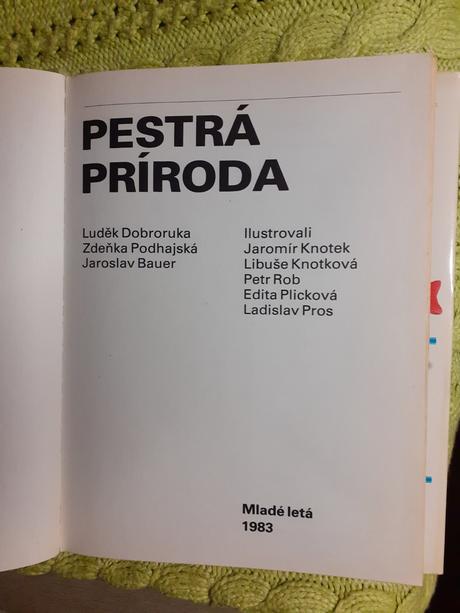 PESTRÁ
PRÍRODA
Luděk Dobroruka
Zdeňka Podhajská
Jaroslav Bauer
Ilustrovali
Jaromír Knotek
Libuše Knotková
Petr Rob
Edita Plicková
Ladislav Pros
Mladé letá
1983